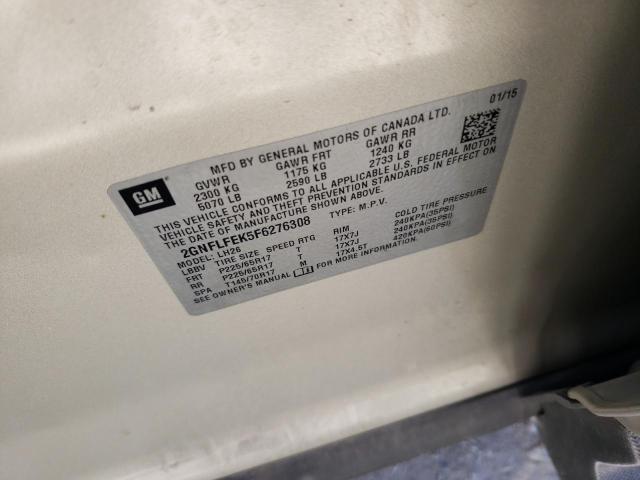 01/15
MFD BY GENERAL MOTORS OF CANADA LTD.
GVWR GAWR FRT GAWR RR
2300 KG 1175 KG 1240 KG
5070 LB 2590 LB 2733 LB
GM
THIS VEHICLE CONFORMS TO ALL APPLICABLE U.S. FEDERAL MOTOR
VEHICLE SAFETY AND THEFT PREVENTION STANDARDS IN EFFECT ON
THE DATE OF MANUFACTURE SHOWN ABOVE.
2GNFLFEK5F6276308 TYPE: M.P.V.
MODEL: LH26
LBBV TIRE SIZE SPEED RTG RIM COLD TIRE PRESSURE
FRT P225/65R17 T 17X7J 240KPA(35PSI)
RR P225/65R17 T 17X7J 240KPA(35PSI)
SPA T145/70R17 M 17X4.5T 420KPA(60PSI)
SEE OWNER'S MANUAL FOR MORE INFORMATION